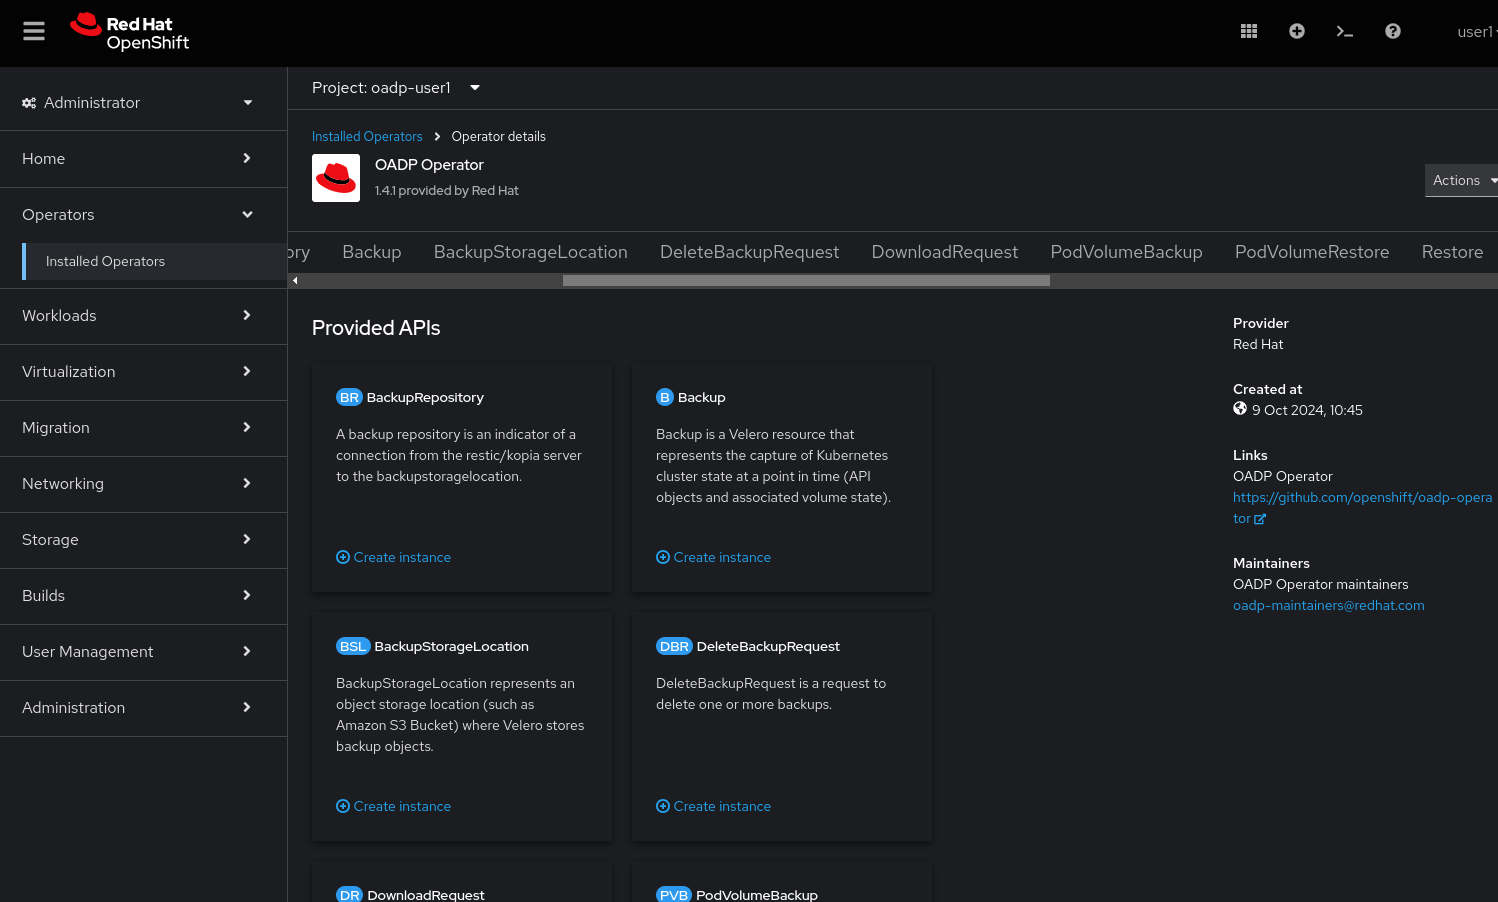 Red Hat
OpenShift
user1
Administrator
Home
Operators
Installed Operators
Workloads
Virtualization
Migration
Networking
Storage
Builds
User Management
Administration
Project: oadp-user1
Installed Operators
Operator details
OADP Operator
1.4.1 provided by Red Hat
Actions
ory
Backup
BackupStorageLocation
DeleteBackupRequest
DownloadRequest
PodVolumeBackup
PodVolumeRestore
Restore
Provided APIs
BR BackupRepository
A backup repository is an indicator of a
connection from the restic/kopia server
to the backupstoragelocation.
Create instance
B Backup
Backup is a Velero resource that
represents the capture of Kubernetes
cluster state at a point in time (API
objects and associated volume state).
Create instance
BSL BackupStorageLocation
BackupStorageLocation represents an
object storage location (such as
Amazon S3 Bucket) where Velero stores
backup objects.
Create instance
DBR DeleteBackupRequest
DeleteBackupRequest is a request to
delete one or more backups.
Create instance
DR DownloadRequest
PVB PodVolumeBackup
Provider
Red Hat
Created at
9 Oct 2024, 10:45
Links
OADP Operator
https://github.com/openshift/oadp-opera
tor
Maintainers
OADP Operator maintainers
oadp-maintainers@redhat.com